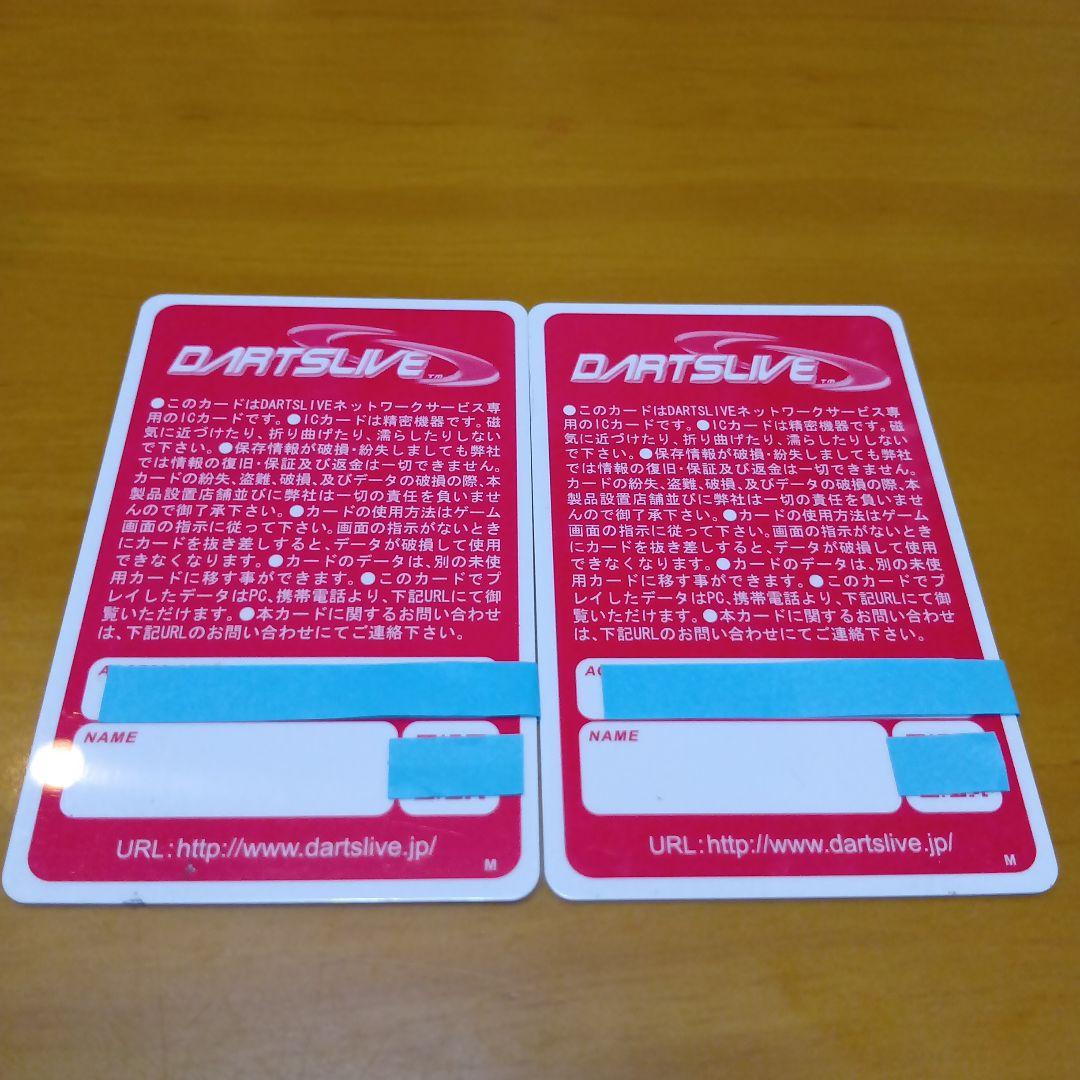 DARTSLIVE™
●このカードはDARTSLIVEネットワークサービス専
用のICカードです。●ICカードは精密機器です。磁
気に近づけたり、折り曲げたり、濡らしたりしない
で下さい。●保存情報が破損・紛失しましても弊社
では情報の復旧・保証及び返金は一切できません。
カードの紛失、盗難、破損、及びデータの破損の際、本
製品設置店舗並びに弊社は一切の責任を負いませ
んので御了承下さい。●カードの使用方法はゲーム
画面の指示に従って下さい。画面の指示がないとき
にカードを抜き差しすると、データが破損して使用
できなくなります。●カードのデータは、別の未使
用カードに移す事ができます。●このカードでプ
レイしたデータはPC、携帯電話より、下記URLにて御
覧いただけます。●本カードに関するお問い合わせ
は、下記URLのお問い合わせにてご連絡下さい。
NAME
URL:http://www.dartslive.jp/
M
DARTSLIVE™
●このカードはDARTSLIVEネットワークサービス専
用のICカードです。●ICカードは精密機器です。磁
気に近づけたり、折り曲げたり、濡らしたりしない
で下さい。●保存情報が破損・紛失しましても弊社
では情報の復旧・保証及び返金は一切できません。
カードの紛失、盗難、破損、及びデータの破損の際、本
製品設置店舗並びに弊社は一切の責任を負いませ
んので御了承下さい。●カードの使用方法はゲーム
画面の指示に従って下さい。画面の指示がないとき
にカードを抜き差しすると、データが破損して使用
できなくなります。●カードのデータは、別の未使
用カードに移す事ができます。●このカードでプ
レイしたデータはPC、携帯電話より、下記URLにて御
覧いただけます。●本カードに関するお問い合わせ
は、下記URLのお問い合わせにてご連絡下さい。
NAME
URL:http://www.dartslive.jp/
M